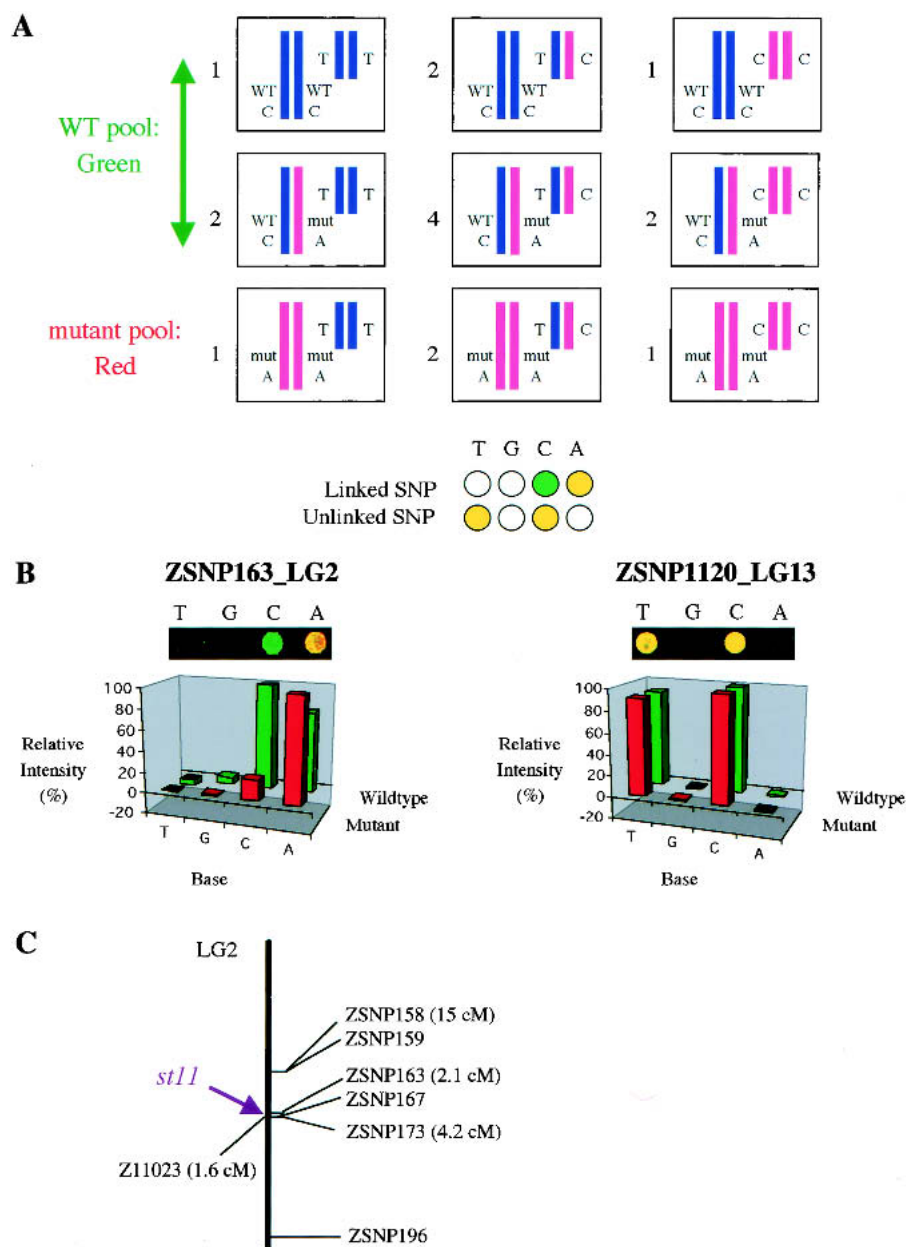 A
1 T T WT WT C C
2 T C WT WT C C
1 C C WT WT C C
WT pool:
Green
2 T T WT mut C A
4 T C WT mut C A
2 C C WT mut C A
mutant pool:
Red
1 T T mut mut A A
2 T C mut mut A A
1 C C mut mut A A
T G C A
Linked SNP
Unlinked SNP
B
ZSNP163_LG2
T G C A
100
80
60
40
20
0
-20
Relative
Intensity
(%)
Wildtype
Mutant
T G C A
Base
ZSNP1120_LG13
T G C A
100
80
60
40
20
0
-20
Relative
Intensity
(%)
Wildtype
Mutant
T G C A
Base
C
LG2
ZSNP158 (15 cM)
ZSNP159
st11
ZSNP163 (2.1 cM)
ZSNP167
ZSNP173 (4.2 cM)
Z11023 (1.6 cM)
ZSNP196